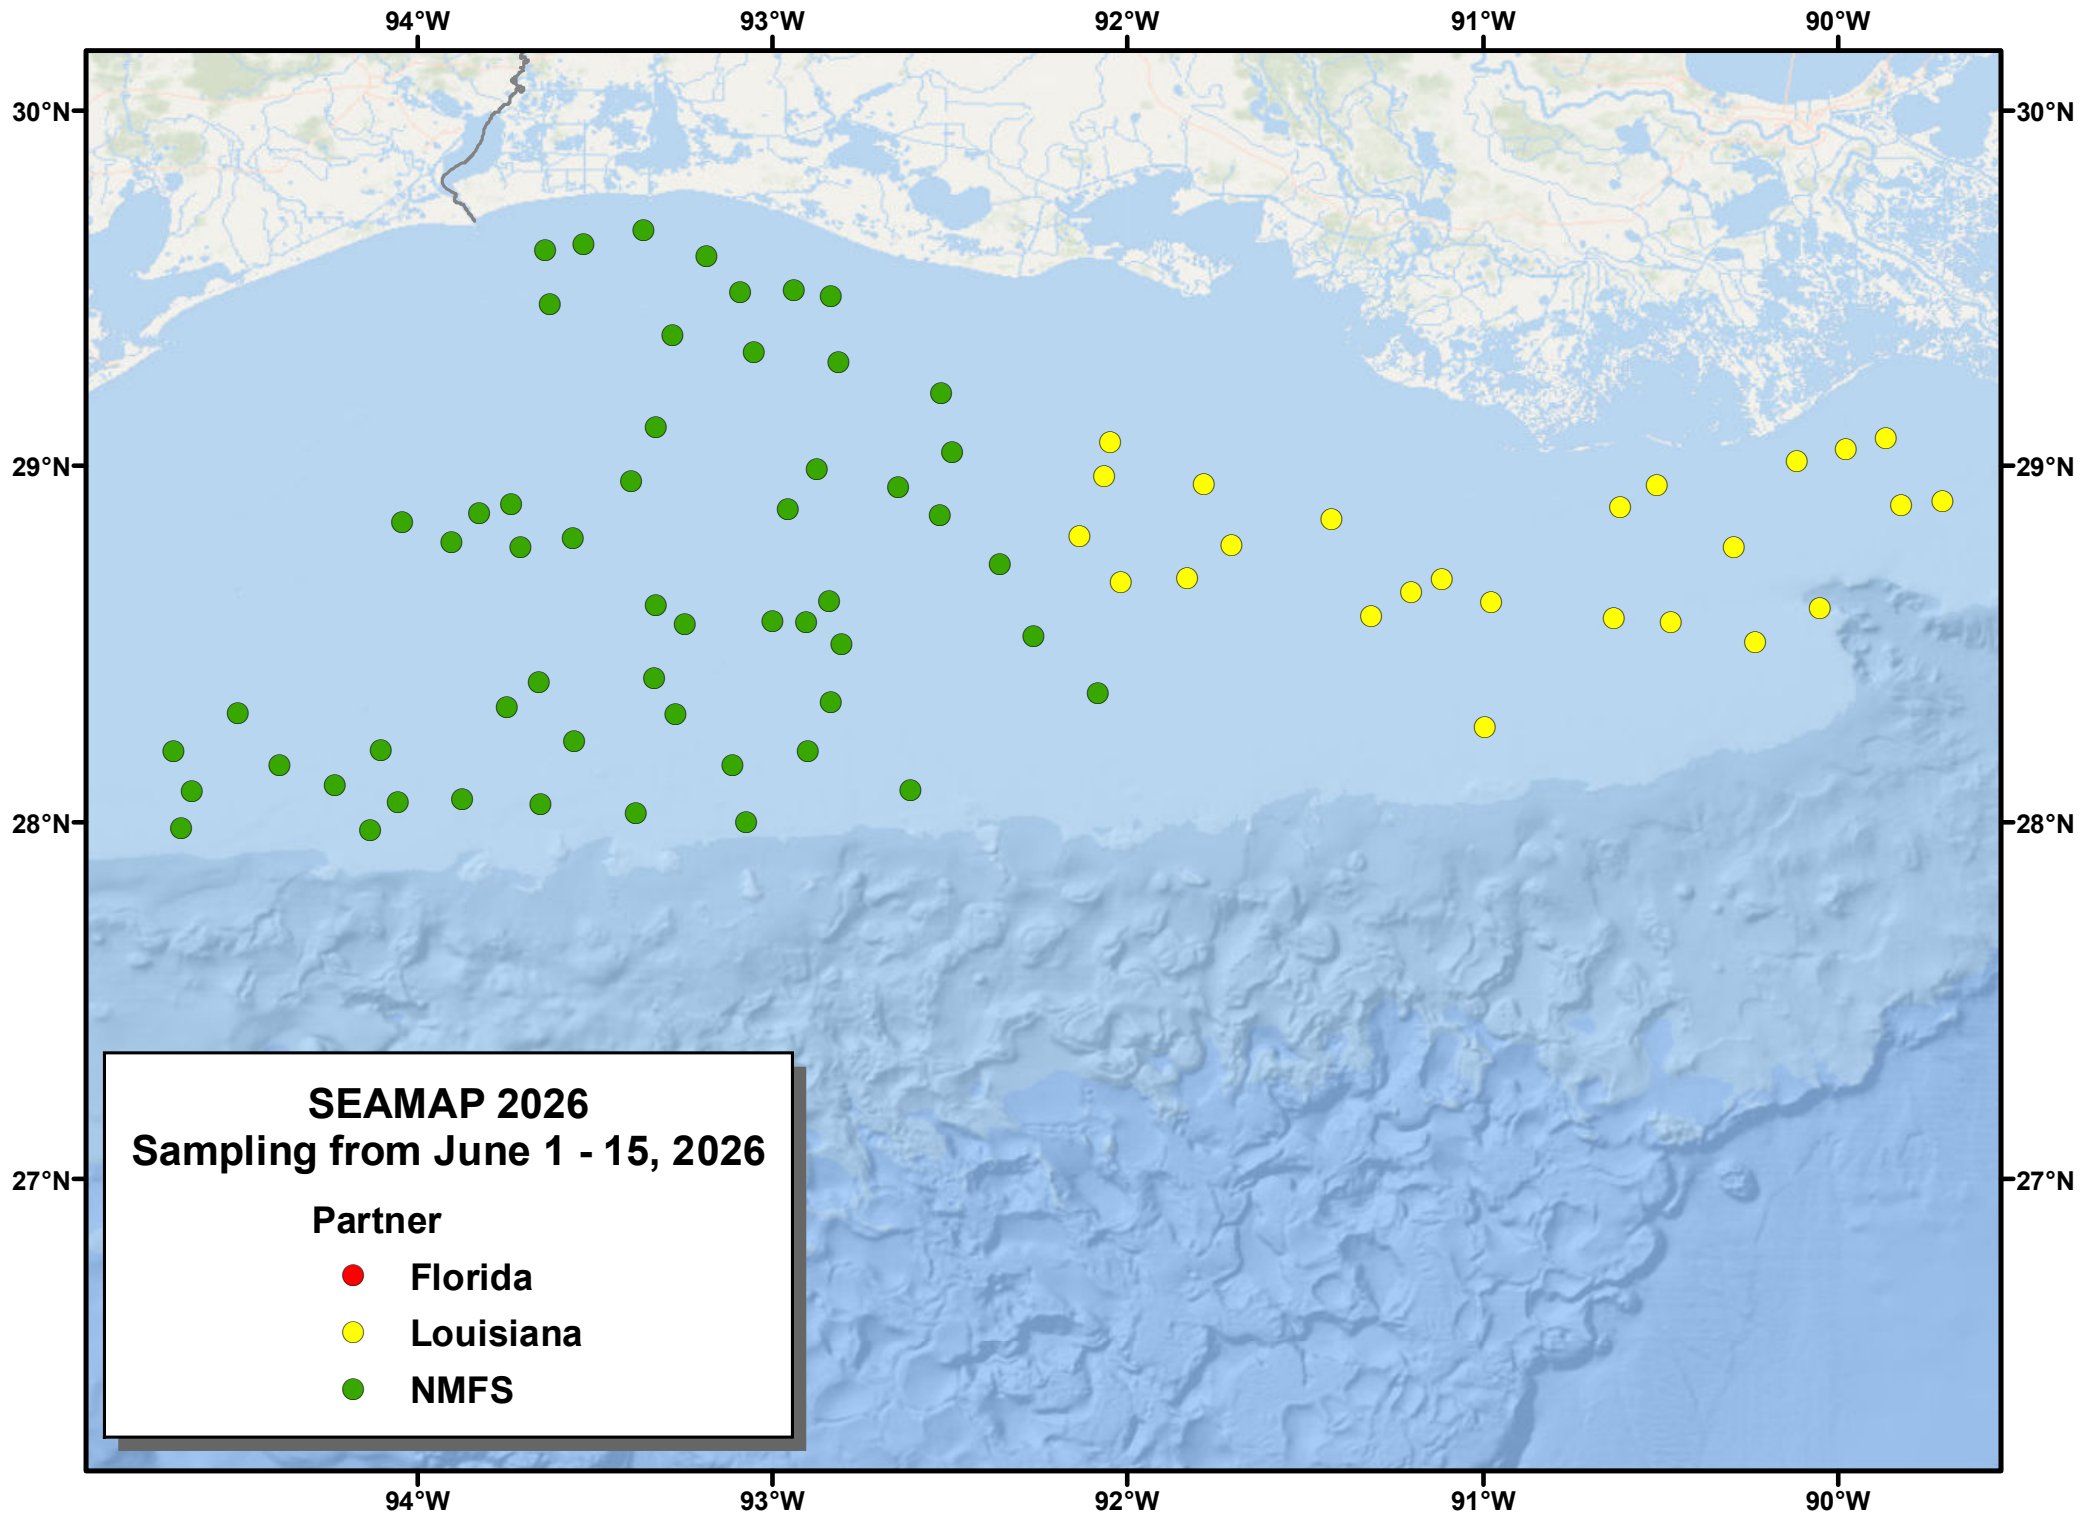 94°W 93°W 92°W 91°W 90°W
30°N 30°N
29°N 29°N
28°N 28°N
27°N 27°N
SEAMAP 2026
Sampling from June 1 - 15, 2026
Partner
Florida
Louisiana
NMFS
94°W 93°W 92°W 91°W 90°W